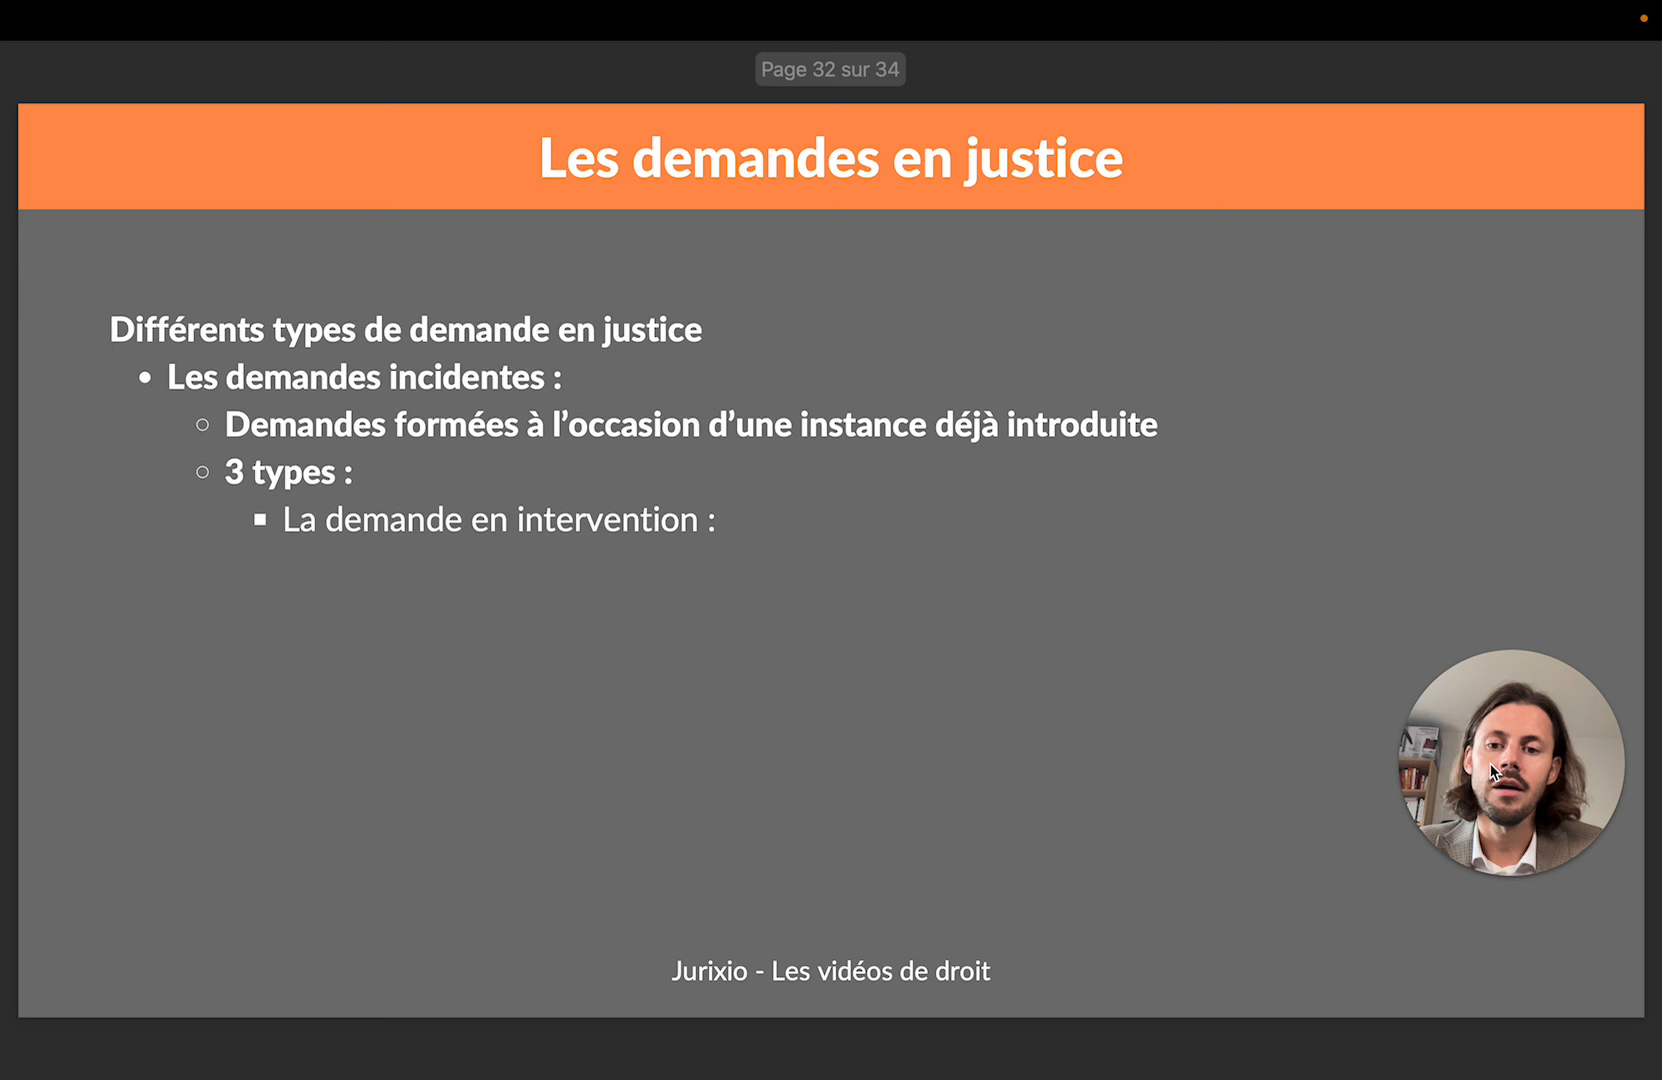 Page 32 sur 34
Les demandes en justice
Différents types de demande en justice
• Les demandes incidentes :
○ Demandes formées à l’occasion d’une instance déjà introduite
○ 3 types :
▪ La demande en intervention :
Jurixio - Les vidéos de droit